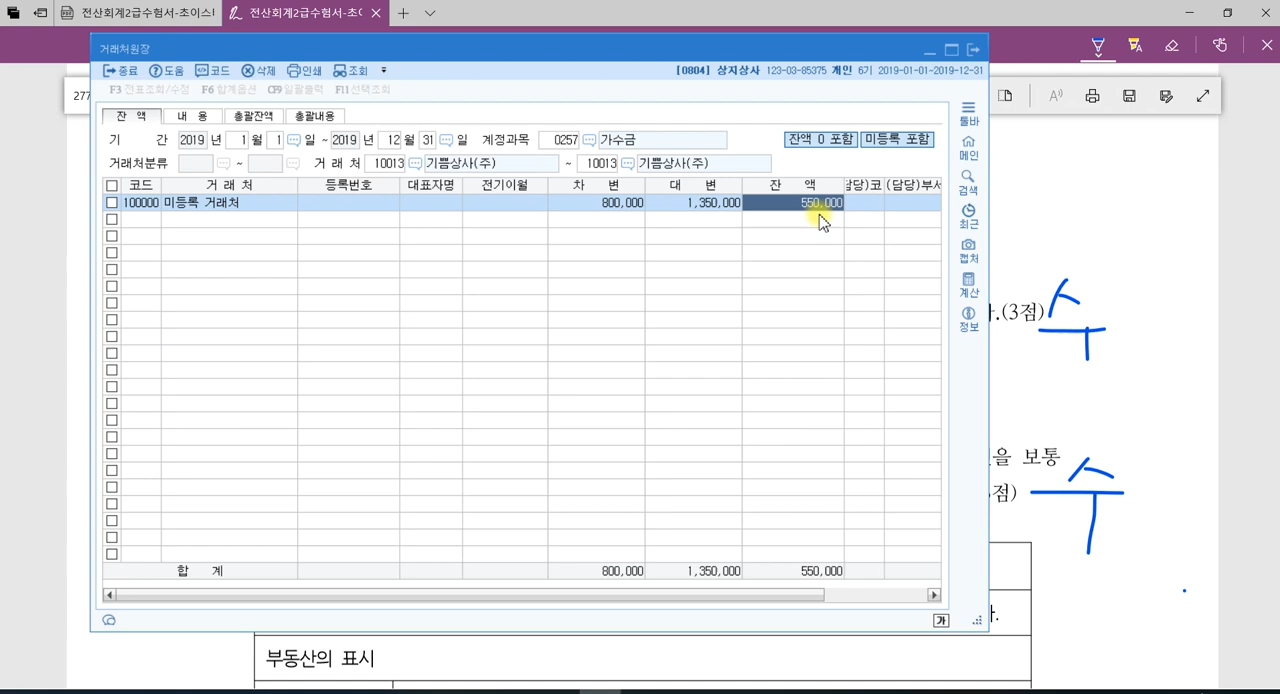 전산회계2급수험서-초이스 전산회계2급수험서-초이
거래처원장
종료 도움 코드 삭제 인쇄 조회 [0804] 상지상사 123-03-85375 개인 6기 2019-01-01~2019-12-31
F3 전표조회/수정 F6 합계옵션 CF9 일괄출력 F11선택조회
277
잔 액 내 용 총괄잔액 총괄내용
기 간 2019 년 1 월 1 일 ~ 2019 년 12 월 31 일 계정과목 0257 가수금 잔액 0 포함 미등록 포함
거래처분류 ~ 거 래 처 10013 기쁨상사(주) ~ 10013 기쁨상사(주)
코드 거 래 처 등록번호 대표자명 전기이월 차 변 대 변 잔 액 담당)코 (담당)부서
100000 미등록 거래처 800,000 1,350,000 550,000
합 계 800,000 1,350,000 550,000
툴바
메인
검색
최근
캡처
계산
정보
가
.(3점) 수
을 보통
점) 수
부동산의 표시